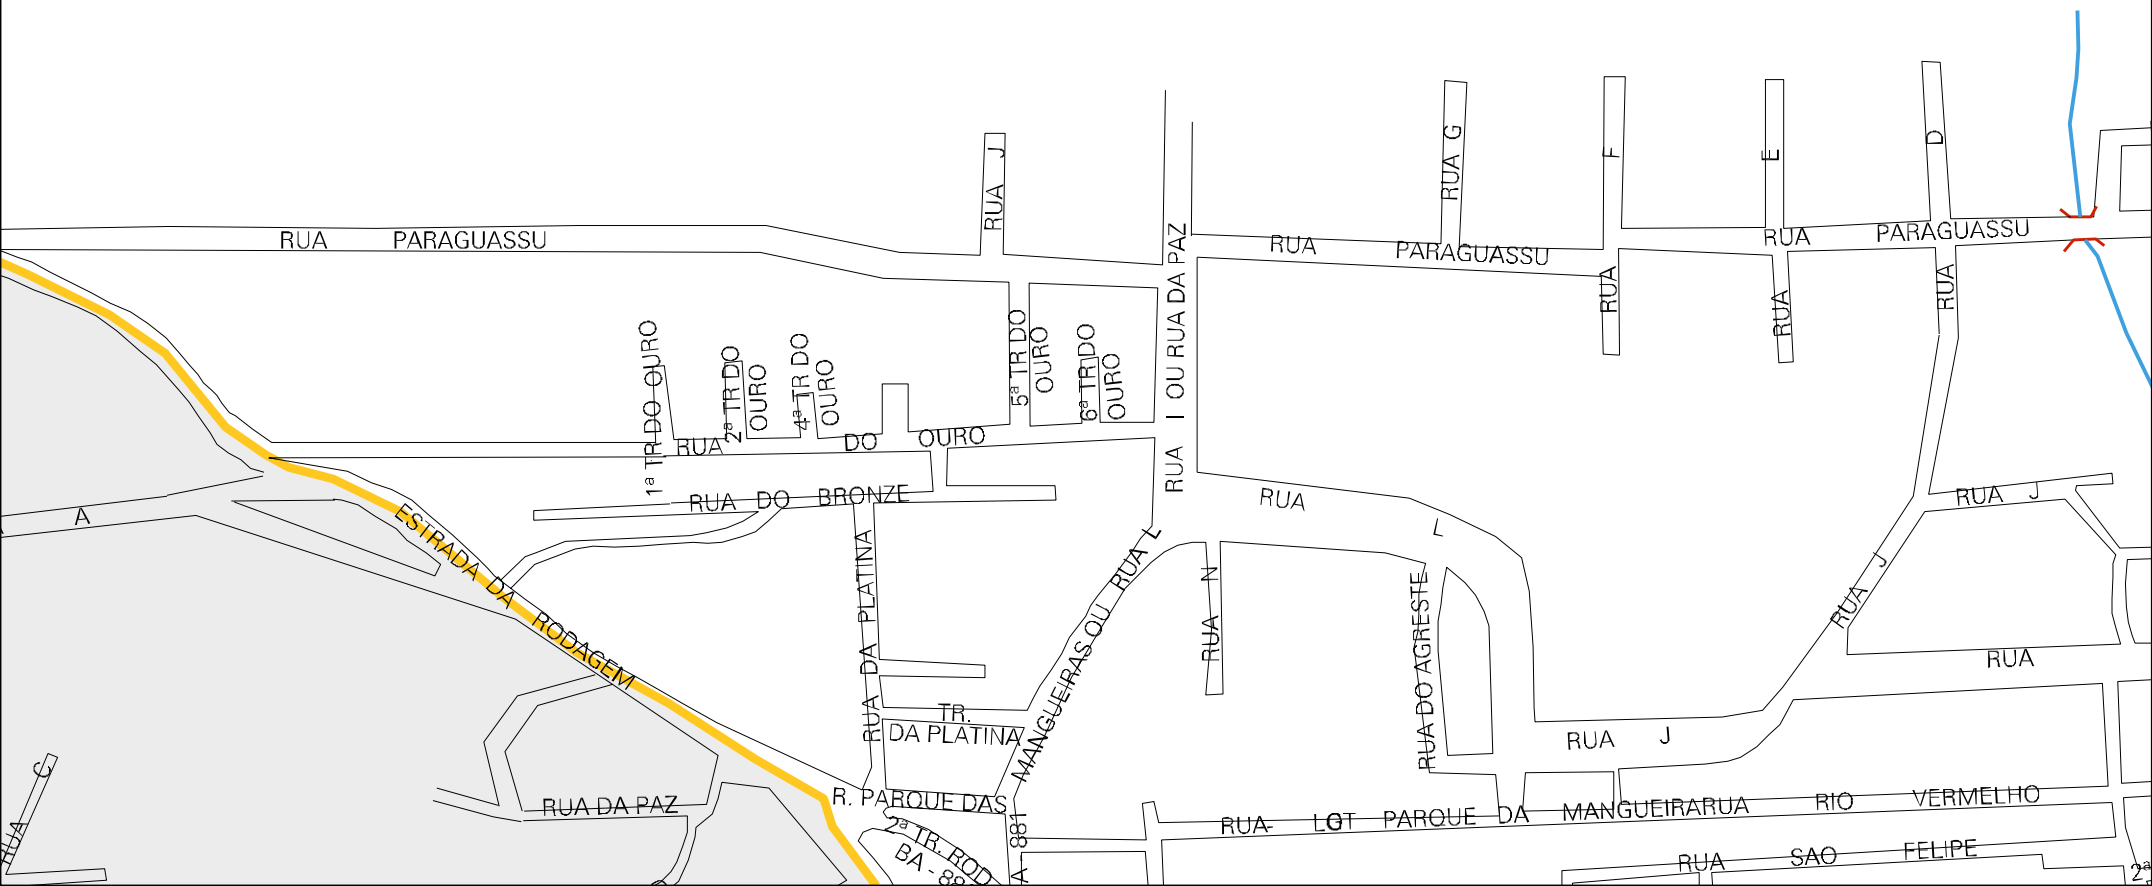 RUA J
RUA G
F
E
D
RUA PARAGUASSU
RUA PARAGUASSU
RUA PARAGUASSU
RUA I OU RUA DA PAZ
RUA
RUA
RUA
1ª TR DO OURO
2ª TR DO
OURO
4ª TR DO
OURO
5ª TR DO
OURO
6ª TR DO
OURO
RUA DO OURO
RUA DO BRONZE
RUA L
RUA J
A
ESTRADA DA RODAGEM
RUA DA PLATINA
MANGUEIRAS OU RUA L
RUA N
RUA DO AGRESTE
RUA J
RUA
TR.
DA PLATINA
RUA J
RUA C
RUA DA PAZ
R. PARQUE DAS
2ª TR. ROD
BA - 88
A - 881
RUA- LOT PARQUE DA MANGUEIRARUA RIO VERMELHO
RUA SAO FELIPE
2ª